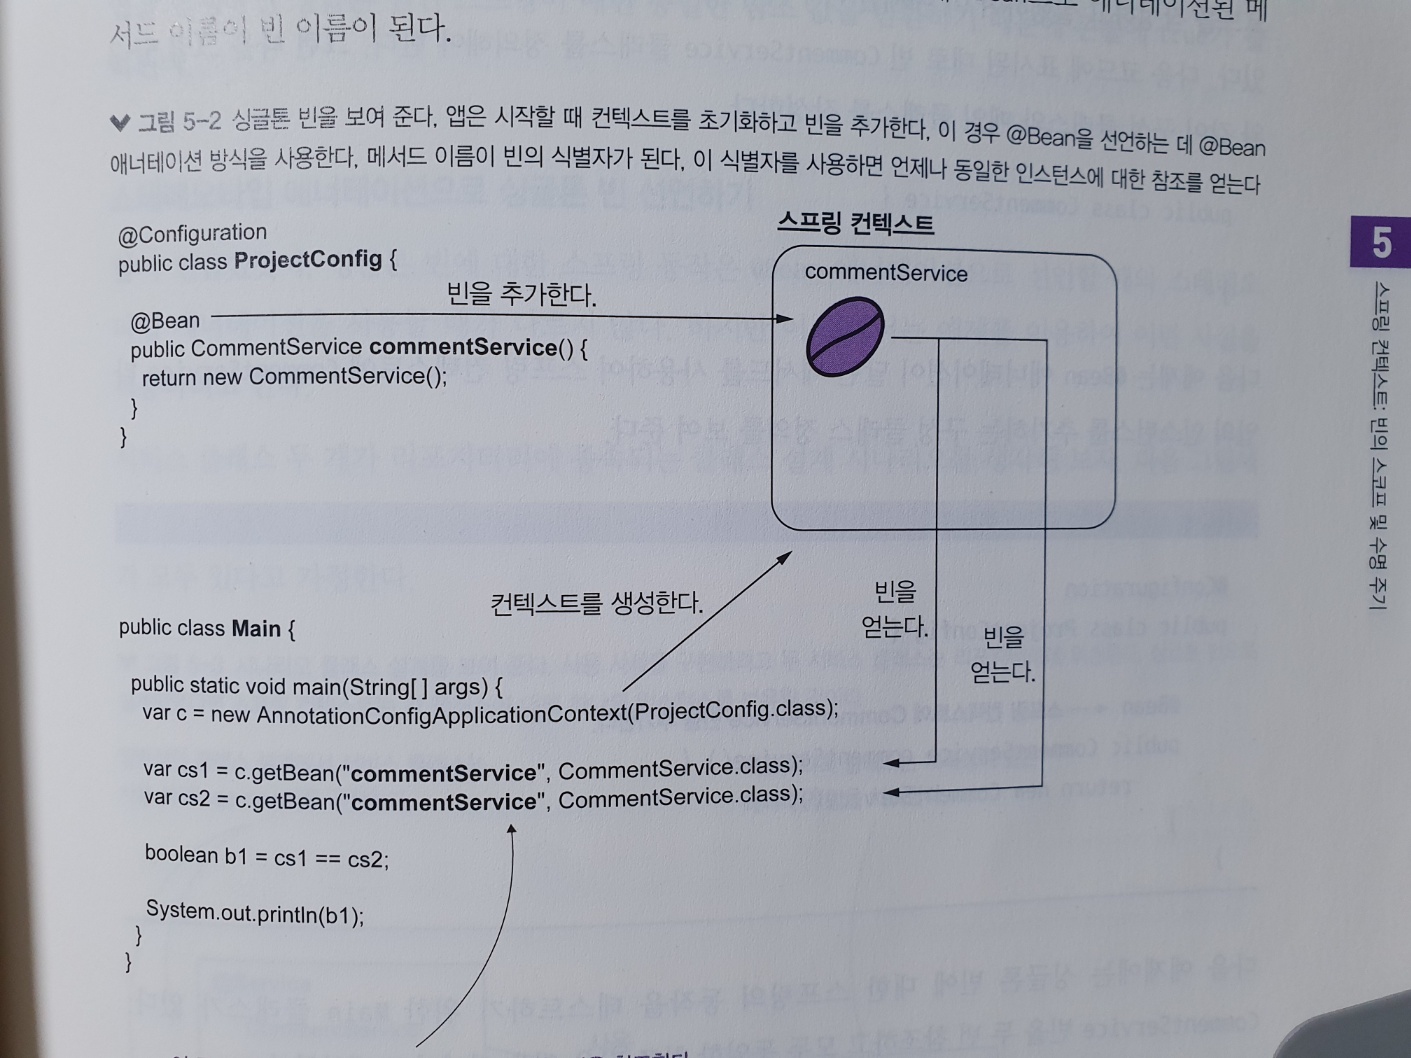 애너테이션된 메
서드 이름이 빈 이름이 된다.
그림 5-2 싱글톤 빈을 보여 준다, 앱은 시작할 때 컨텍스트를 초기화하고 빈을 추가한다, 이 경우 @Bean을 선언하는 데 @Bean
애너테이션 방식을 사용한다, 메서드 이름이 빈의 식별자가 된다, 이 식별자를 사용하면 언제나 동일한 인스턴스에 대한 참조를 얻는다
스프링 컨텍스트
commentService
@Configuration
public class ProjectConfig {
빈을 추가한다.
@Bean
public CommentService commentService() {
return new CommentService();
}
}
컨텍스트를 생성한다.
빈을
얻는다.
빈을
얻는다.
public class Main {
public static void main(String[] args) {
var c = new AnnotationConfigApplicationContext(ProjectConfig.class);
var cs1 = c.getBean("commentService", CommentService.class);
var cs2 = c.getBean("commentService", CommentService.class);
boolean b1 = cs1 == cs2;
System.out.println(b1);
}
}
5
스프링 컨텍스트: 빈의 스코프 및 수명 주기